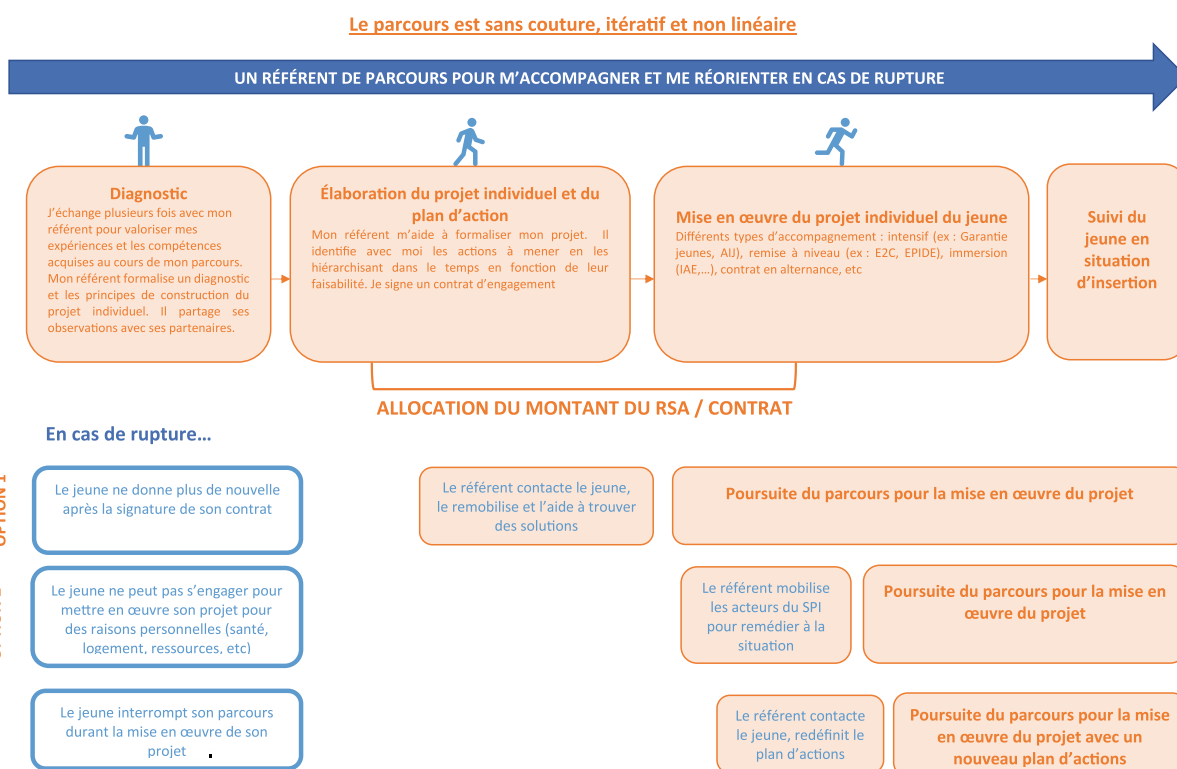 Le parcours est sans couture, itératif et non linéaire
UN RÉFÉRENT DE PARCOURS POUR M’ACCOMPAGNER ET ME RÉORIENTER EN CAS DE RUPTURE
Diagnostic
J’échange plusieurs fois avec mon
référent pour valoriser mes
expériences et les compétences
acquises au cours de mon parcours.
Mon référent formalise un diagnostic
et les principes de construction du
projet individuel. Il partage ses
observations avec ses partenaires.
Élaboration du projet individuel et du
plan d’action
Mon référent m’aide à formaliser mon projet. Il
identifie avec moi les actions à mener en les
hiérarchisant dans le temps en fonction de leur
faisabilité. Je signe un contrat d’engagement
Mise en œuvre du projet individuel du jeune
Différents types d’accompagnement : intensif (ex : Garantie
jeunes, AIJ), remise à niveau (ex : E2C, EPIDE), immersion
(IAE,…), contrat en alternance, etc
Suivi du
jeune en
situation
d’insertion
ALLOCATION DU MONTANT DU RSA / CONTRAT
En cas de rupture…
OPTION 1
Le jeune ne donne plus de nouvelle
après la signature de son contrat
Le référent contacte le jeune,
le remobilise et l’aide à trouver
des solutions
Poursuite du parcours pour la mise en œuvre du projet
Le jeune ne peut pas s’engager pour
mettre en œuvre son projet pour
des raisons personnelles (santé,
logement, ressources, etc)
Le référent mobilise
les acteurs du SPI
pour remédier à la
situation
Poursuite du parcours pour la mise en
œuvre du projet
Le jeune interrompt son parcours
durant la mise en œuvre de son
projet
Le référent contacte
le jeune, redéfinit le
plan d’actions
Poursuite du parcours pour la mise
en œuvre du projet avec un
nouveau plan d’actions